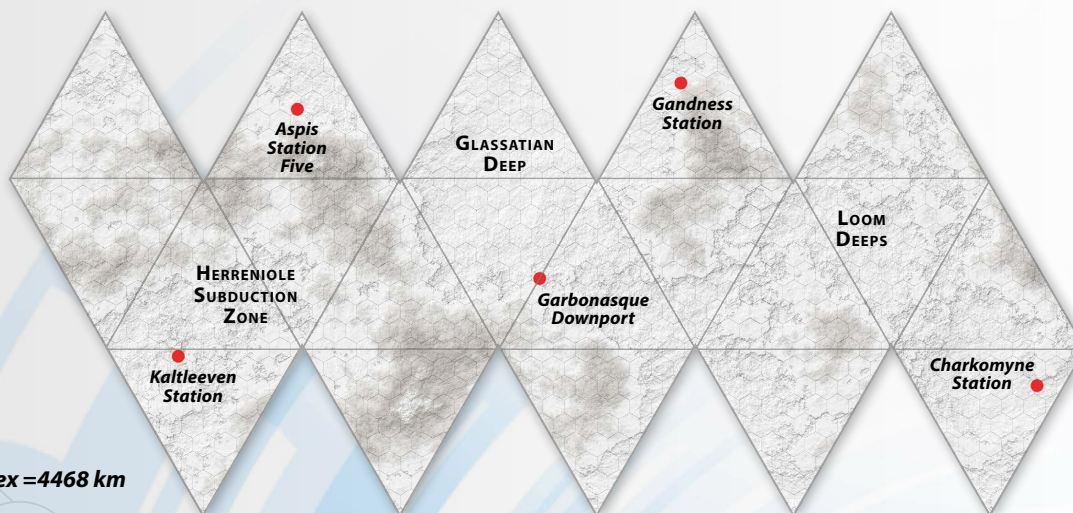 Aspis
Station
Five
Glassatian
Deep
Gandness
Station
Loom
Deeps
Herreniole
Subduction
Zone
Garbonasque
Downport
Kaltleeven
Station
Charkomyne
Station
ex =4468 km